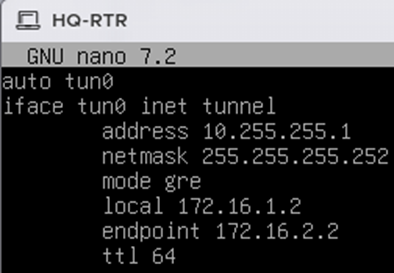 HQ-RTR
GNU nano 7.2
auto tun0
iface tun0 inet tunnel
address 10.255.255.1
netmask 255.255.255.252
mode gre
local 172.16.1.2
endpoint 172.16.2.2
ttl 64